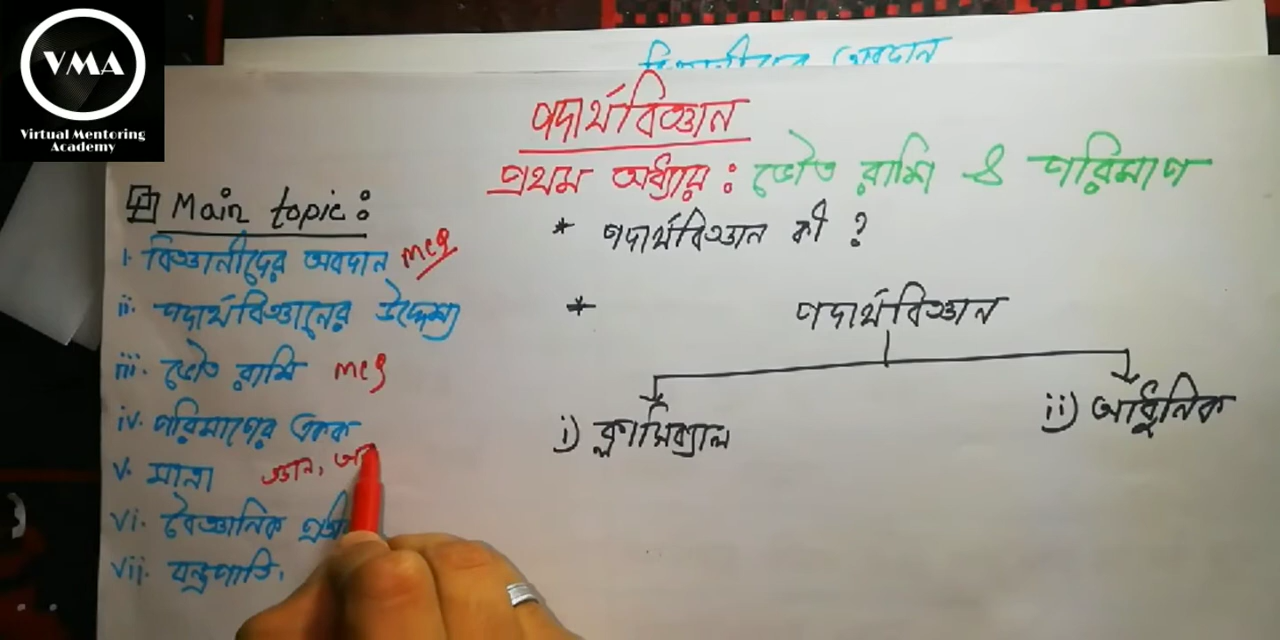 VMA
Virtual Mentoring
Academy
পদার্থবিজ্ঞান
প্রথম অধ্যায় : ভৌত রাশি ও পরিমাপ
Main topic :
i. বিজ্ঞানীদের অবদান mcq
ii. পদার্থবিজ্ঞানের উদ্দেশ্য
iii. ভৌত রাশি mcq
iv. পরিমাপের একক
v. মাত্রা জ্ঞান,
vi. বৈজ্ঞানিক
vii. যন্ত্রপাতি.
* পদার্থবিজ্ঞান কী ?
* পদার্থবিজ্ঞান
i) ক্লাসিক্যাল
ii) আধুনিক